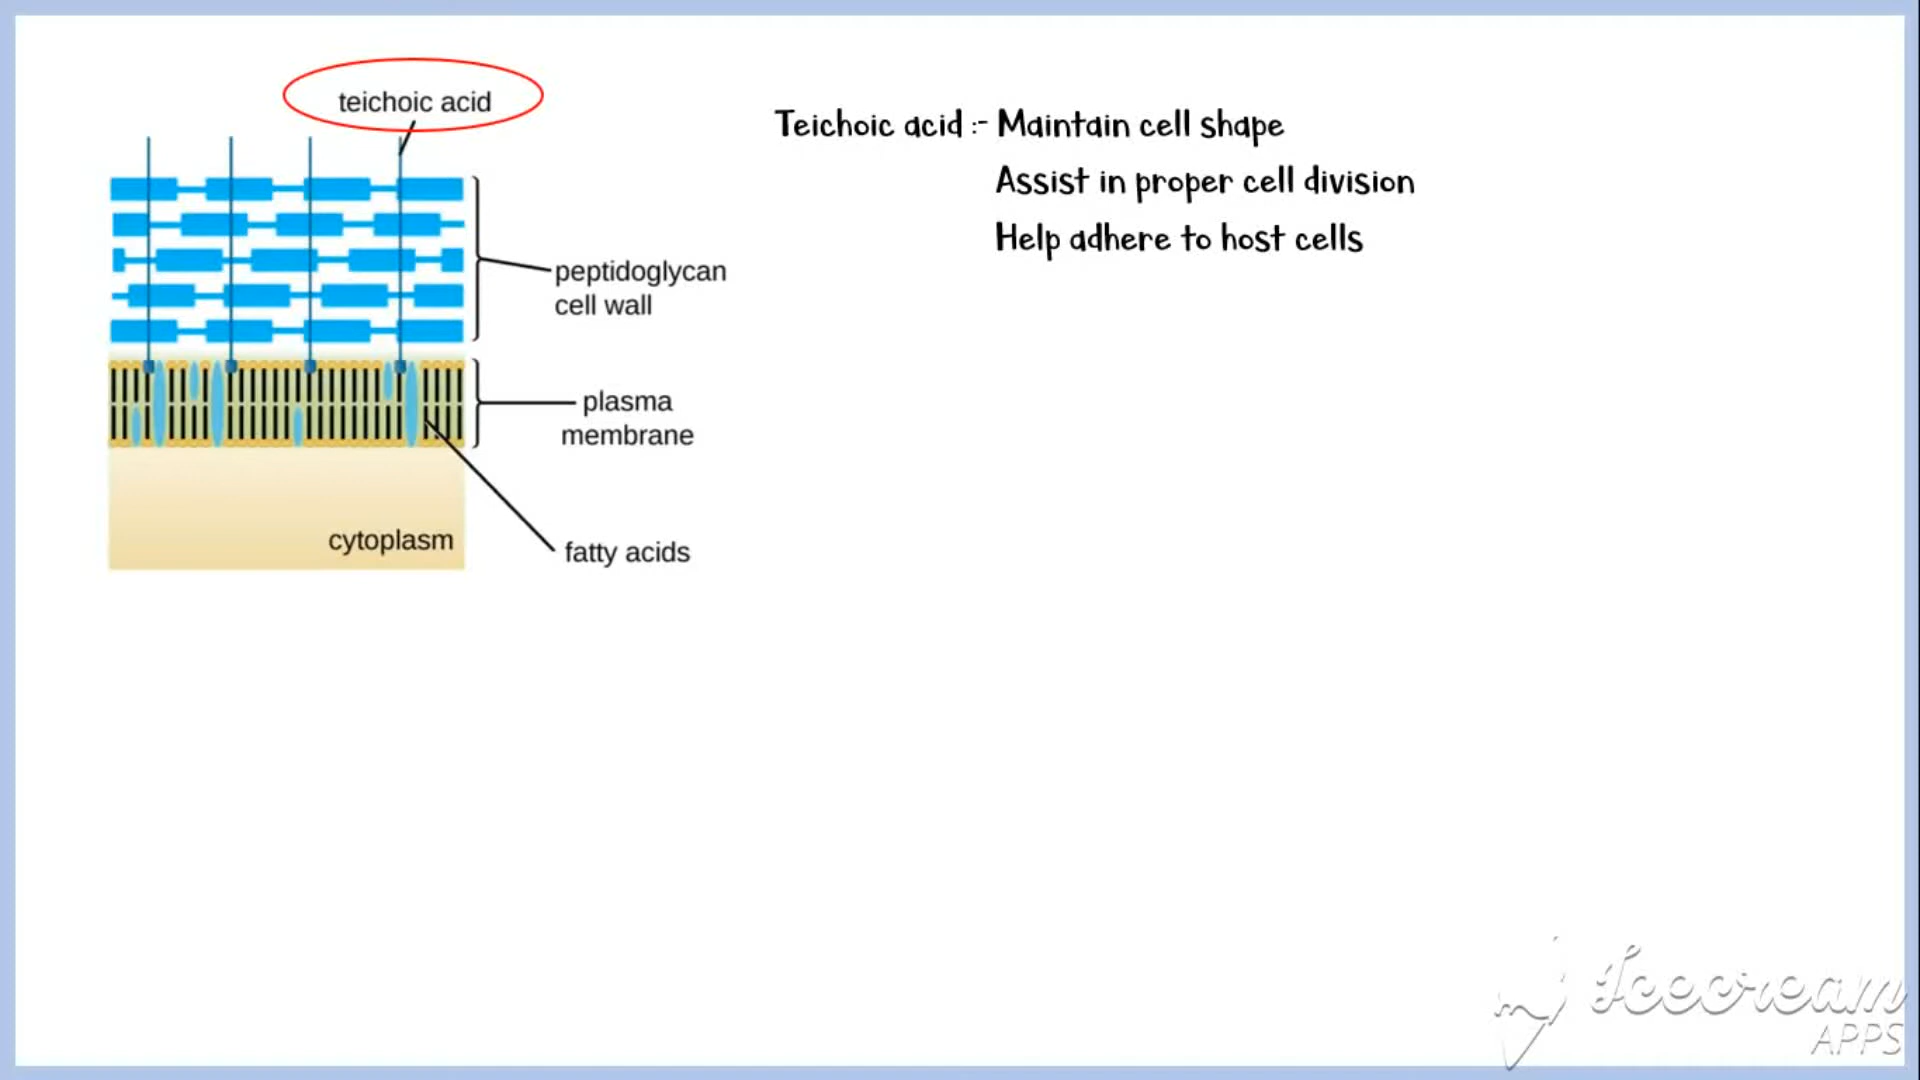 teichoic acid
Teichoic acid :- Maintain cell shape
Assist in proper cell division
Help adhere to host cells
peptidoglycan
cell wall
plasma
membrane
cytoplasm
fatty acids
Icecream
APPS